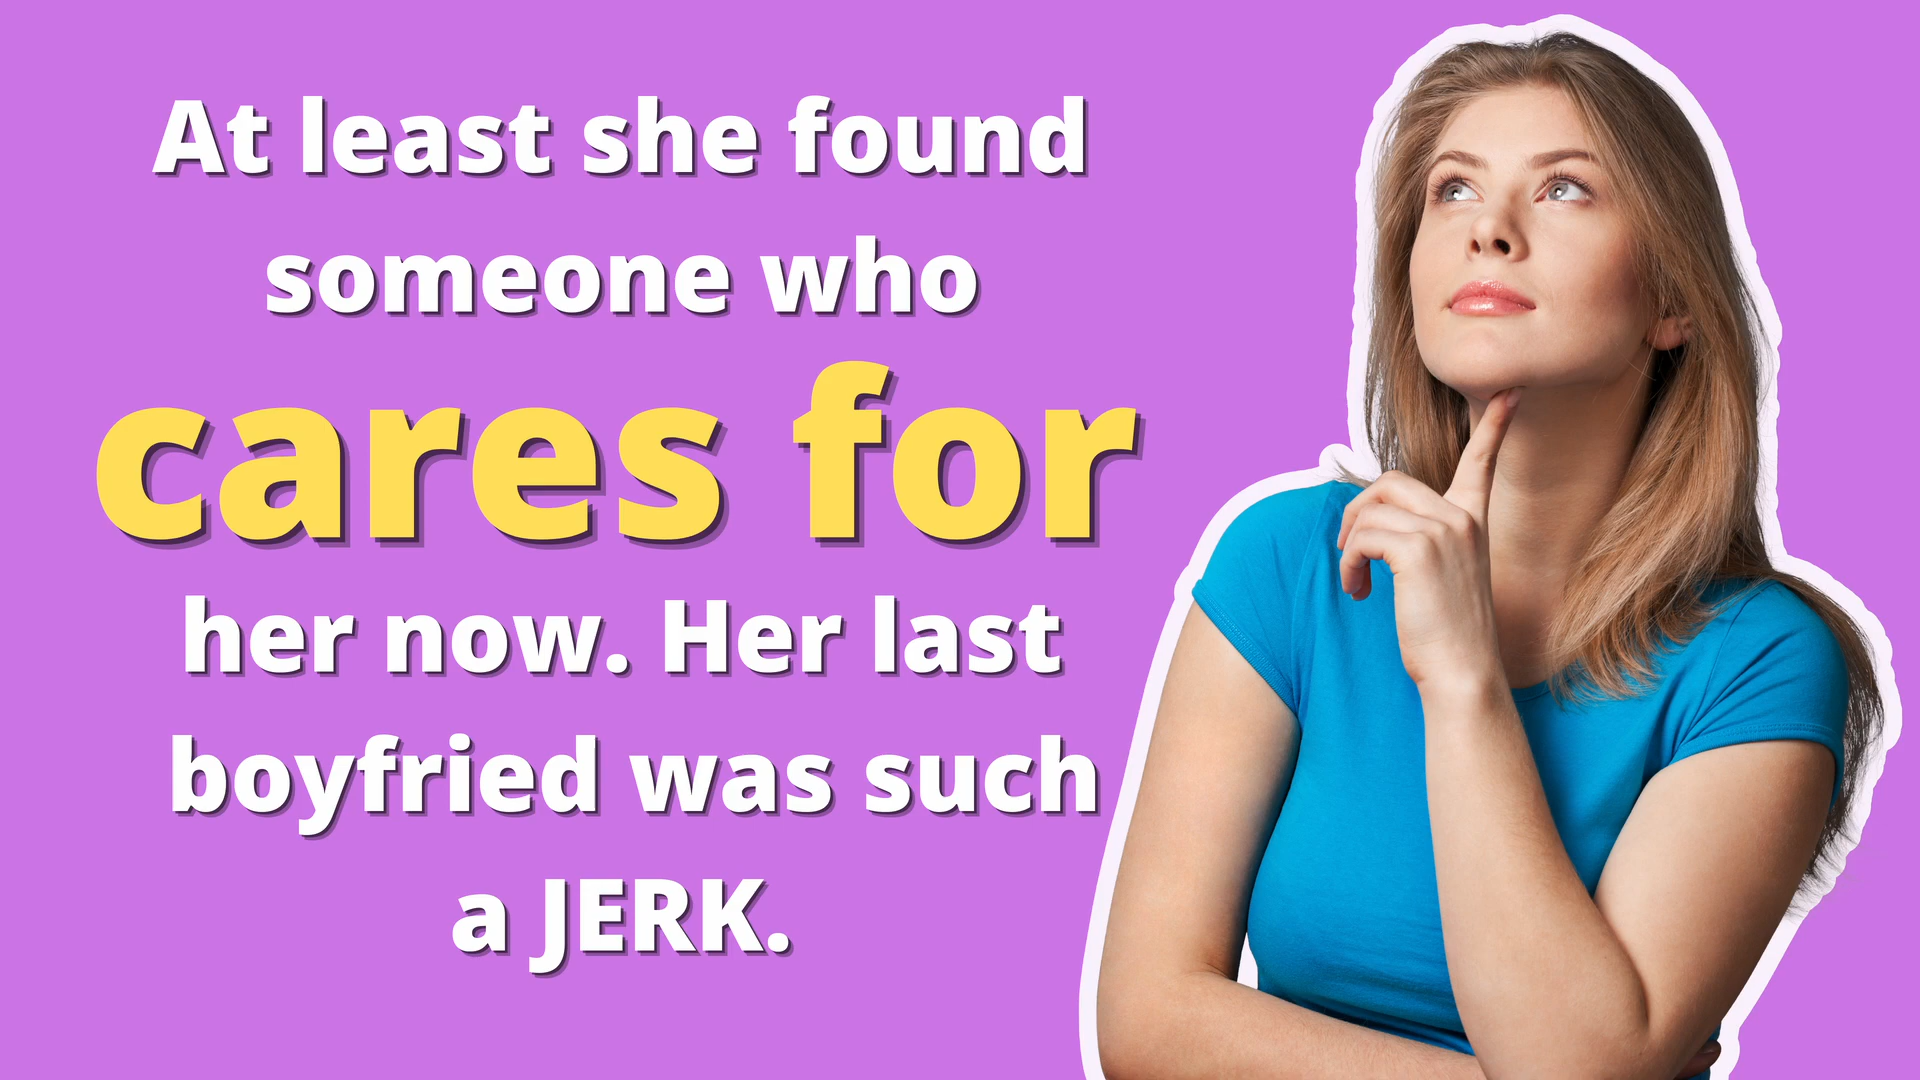 At least she found
someone who
cares for
her now. Her last
boyfried was such
a JERK.